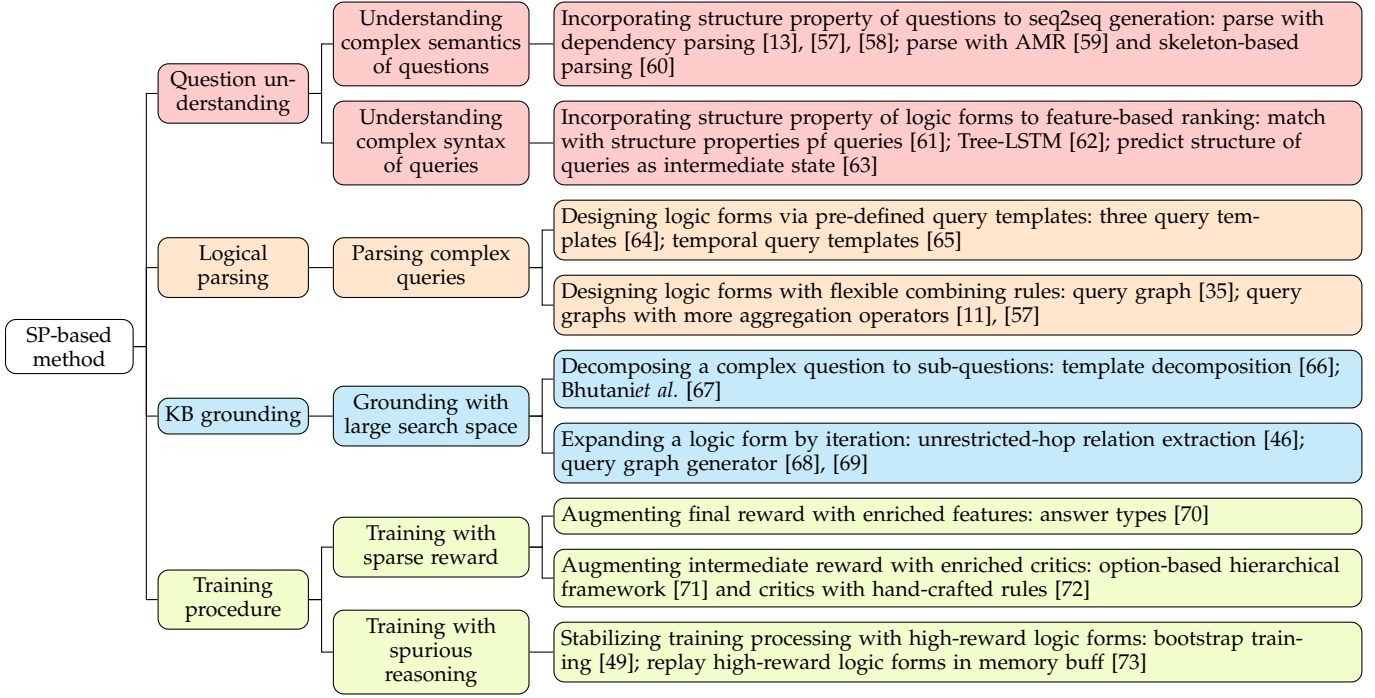 SP-based
method
Question un-
derstanding
Understanding
complex semantics
of questions
Incorporating structure property of questions to seq2seq generation: parse with
dependency parsing [13], [57], [58]; parse with AMR [59] and skeleton-based
parsing [60]
Understanding
complex syntax
of queries
Incorporating structure property of logic forms to feature-based ranking: match
with structure properties pf queries [61]; Tree-LSTM [62]; predict structure of
queries as intermediate state [63]
Logical
parsing
Parsing complex
queries
Designing logic forms via pre-defined query templates: three query tem-
plates [64]; temporal query templates [65]
Designing logic forms with flexible combining rules: query graph [35]; query
graphs with more aggregation operators [11], [57]
KB grounding
Grounding with
large search space
Decomposing a complex question to sub-questions: template decomposition [66];
Bhutaniet al. [67]
Expanding a logic form by iteration: unrestricted-hop relation extraction [46];
query graph generator [68], [69]
Training
procedure
Training with
sparse reward
Augmenting final reward with enriched features: answer types [70]
Augmenting intermediate reward with enriched critics: option-based hierarchical
framework [71] and critics with hand-crafted rules [72]
Training with
spurious
reasoning
Stabilizing training processing with high-reward logic forms: bootstrap train-
ing [49]; replay high-reward logic forms in memory buff [73]